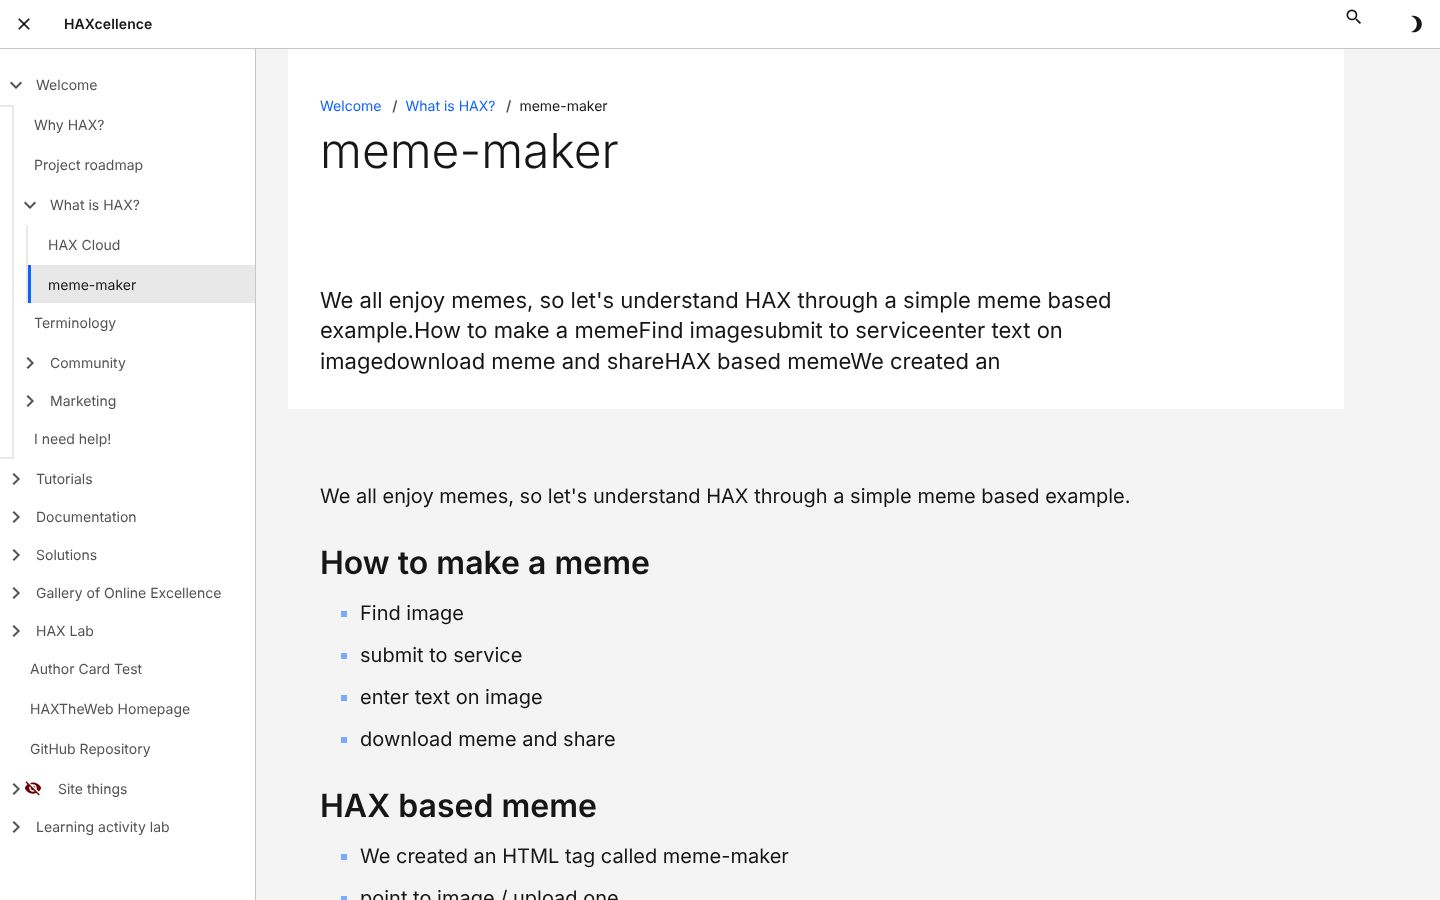 HAXcellence
Welcome
Why HAX?
Project roadmap
What is HAX?
HAX Cloud
meme-maker
Terminology
Community
Marketing
I need help!
Tutorials
Documentation
Solutions
Gallery of Online Excellence
HAX Lab
Author Card Test
HAXTheWeb Homepage
GitHub Repository
Site things
Learning activity lab
Welcome / What is HAX? / meme-maker
meme-maker
We all enjoy memes, so let's understand HAX through a simple meme based
example.How to make a memeFind imagesubmit to serviceenter text on
imagedownload meme and shareHAX based memeWe created an
We all enjoy memes, so let's understand HAX through a simple meme based example.
How to make a meme
Find image
submit to service
enter text on image
download meme and share
HAX based meme
We created an HTML tag called meme-maker
point to image / upload one